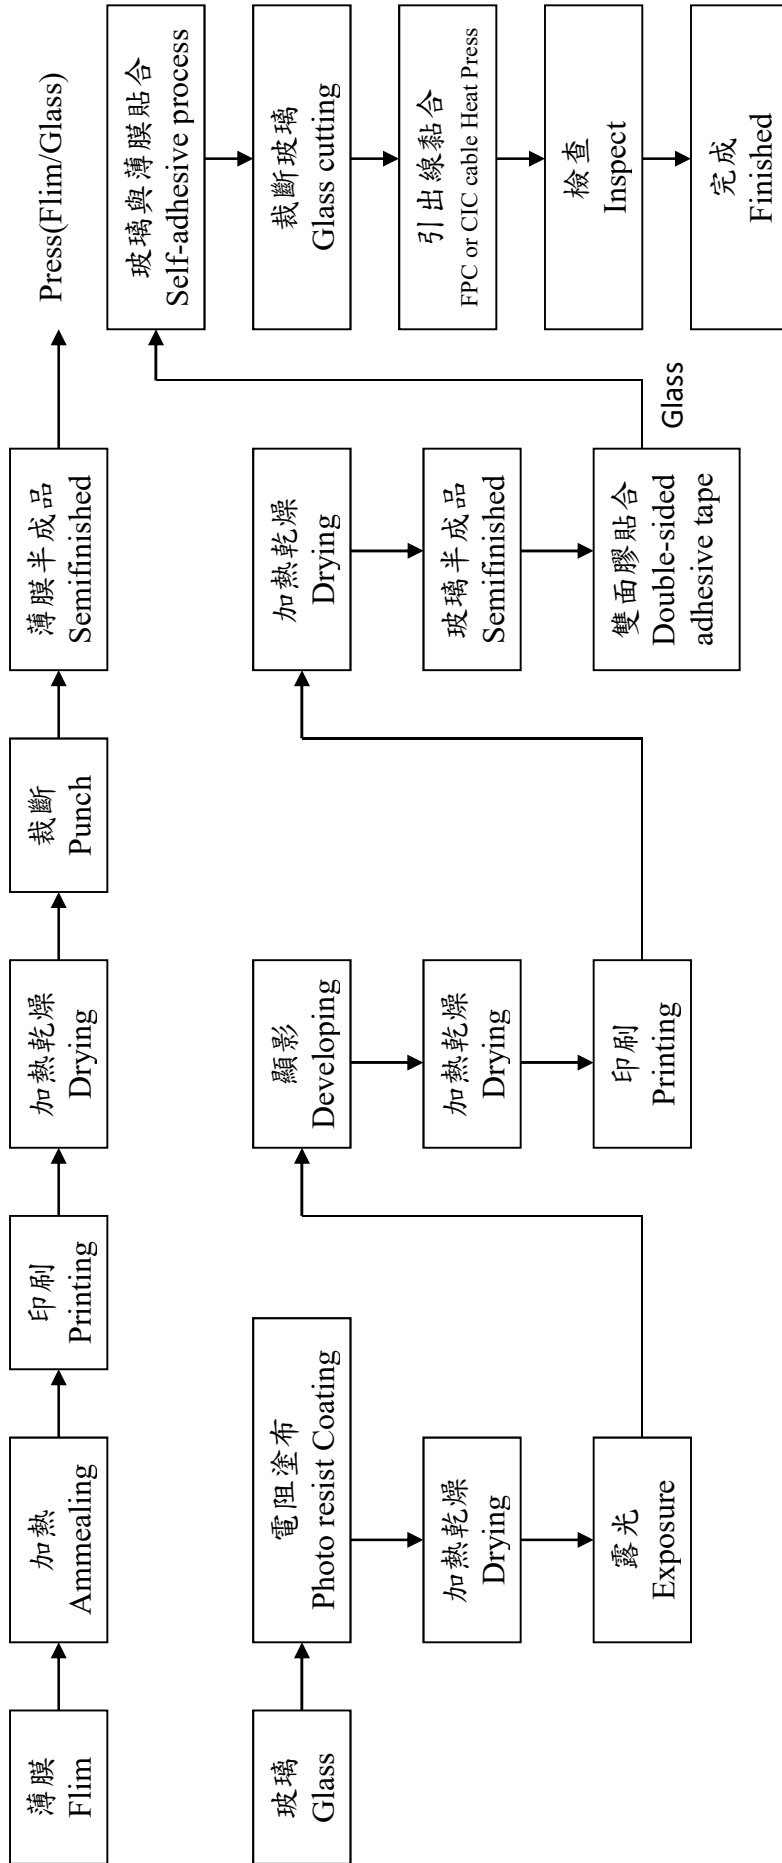 薄膜
Flim
加熱
Ammealing
印刷
Printing
加熱乾燥
Drying
裁斷
Punch
薄膜半成品
Semifinished
Press(Flim/Glass)
玻璃
Glass
電阻塗布
Photo resist Coating
加熱乾燥
Drying
露光
Exposure
顯影
Developing
加熱乾燥
Drying
印刷
Printing
加熱乾燥
Drying
玻璃半成品
Semifinished
雙面膠貼合
Double-sided
adhesive tape
Glass
玻璃與薄膜貼合
Self-adhesive process
裁斷玻璃
Glass cutting
引出線黏合
FPC or CIC cable Heat Press
檢查
Inspect
完成
Finished